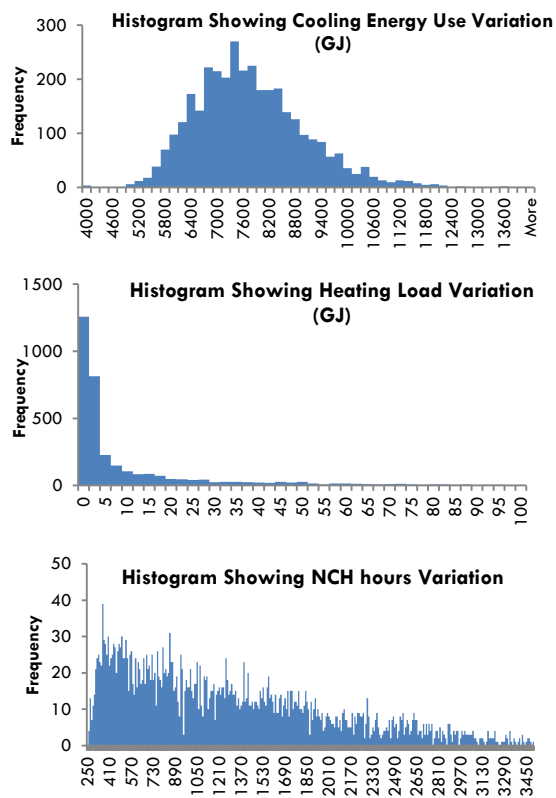 Histogram Showing Cooling Energy Use Variation
(GJ)
Frequency
300
200
100
0
4000 4600 5200 5800 6400 7000 7600 8200 8800 9400 10000 10600 11200 11800 12400 13000 13600 More
Histogram Showing Heating Load Variation
(GJ)
Frequency
1500
1000
500
0
0 5 10 15 20 25 30 35 40 45 50 55 60 65 70 75 80 85 90 95 100
Histogram Showing NCH hours Variation
Frequency
50
40
30
20
10
0
250 410 570 730 890 1050 1210 1370 1530 1690 1850 2010 2170 2330 2490 2650 2810 2970 3130 3290 3450